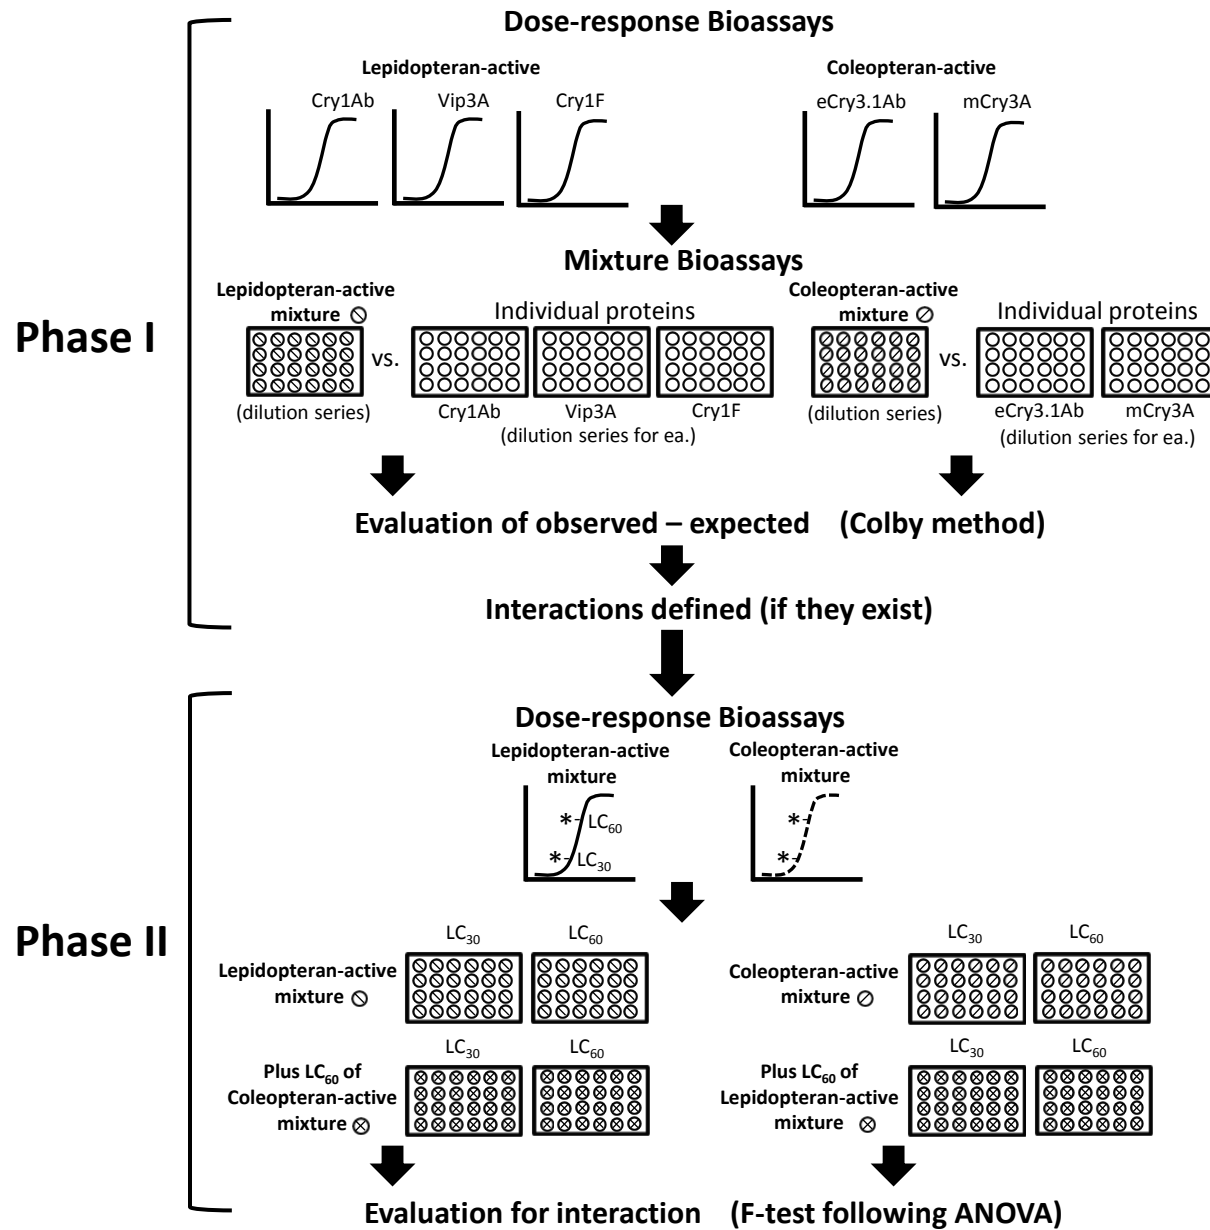 Dose-response Bioassays
Lepidopteran-active
Coleopteran-active
Cry1Ab
Vip3A
Cry1F
eCry3.1Ab
mCry3A
Phase I
Mixture Bioassays
Lepidopteran-active
mixture
Individual proteins
Coleopteran-active
mixture
Individual proteins
vs.
vs.
(dilution series)
Cry1Ab
Vip3A
Cry1F
(dilution series for ea.)
(dilution series)
eCry3.1Ab
mCry3A
(dilution series for ea.)
Evaluation of observed – expected (Colby method)
Interactions defined (if they exist)
Phase II
Dose-response Bioassays
Lepidopteran-active
mixture
Coleopteran-active
mixture
* LC60
* LC30
*
*
LC30
LC60
LC30
LC60
Lepidopteran-active
mixture
Coleopteran-active
mixture
LC30
LC60
LC30
LC60
Plus LC60 of
Coleopteran-active
mixture
Plus LC60 of
Lepidopteran-active
mixture
Evaluation for interaction (F-test following ANOVA)